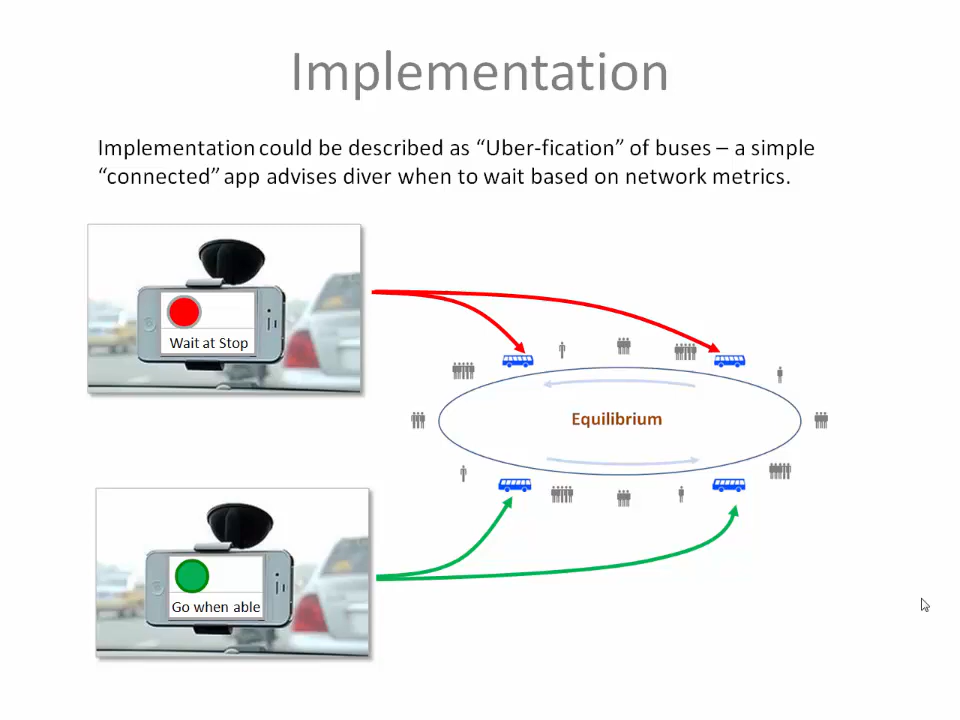 Implementation
Implementation could be described as “Uber-fication” of buses – a simple
“connected” app advises diver when to wait based on network metrics.
Wait at Stop
Equilibrium
Go when able